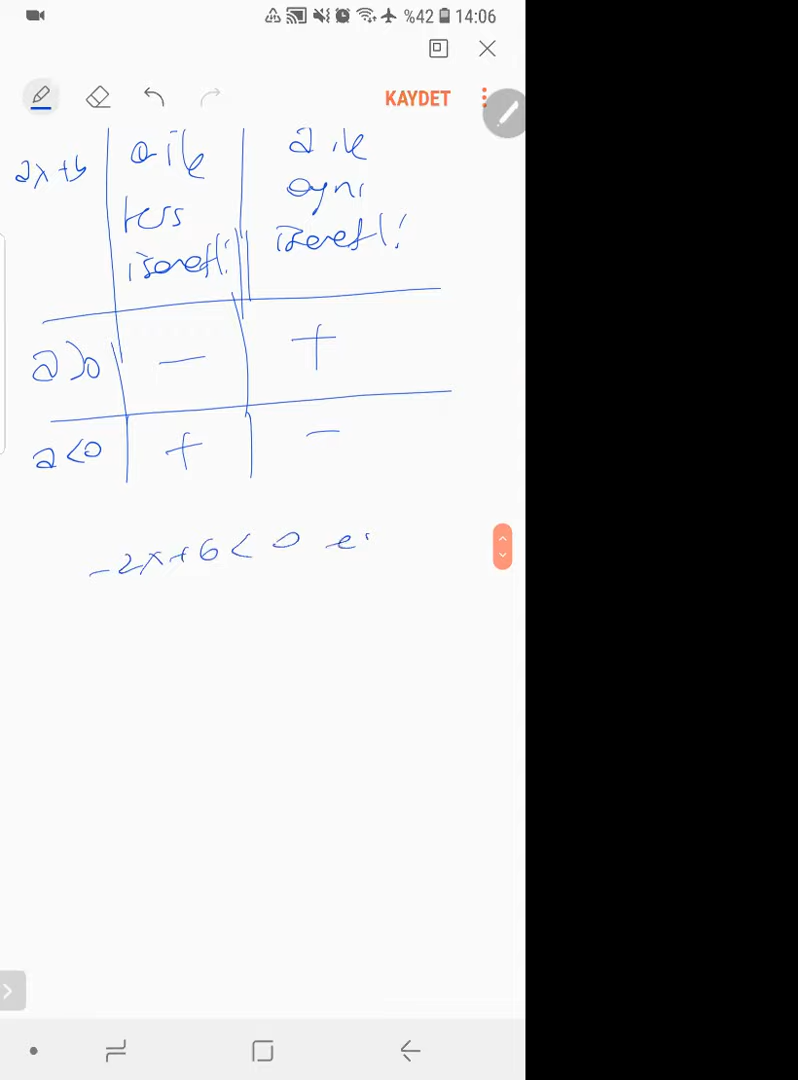 %42 14:06
KAYDET
ax+b
a ile
ters
işaretli
a ile
aynı
işaretli
a>0 - +
a<0 + -
-2x+6<0 e